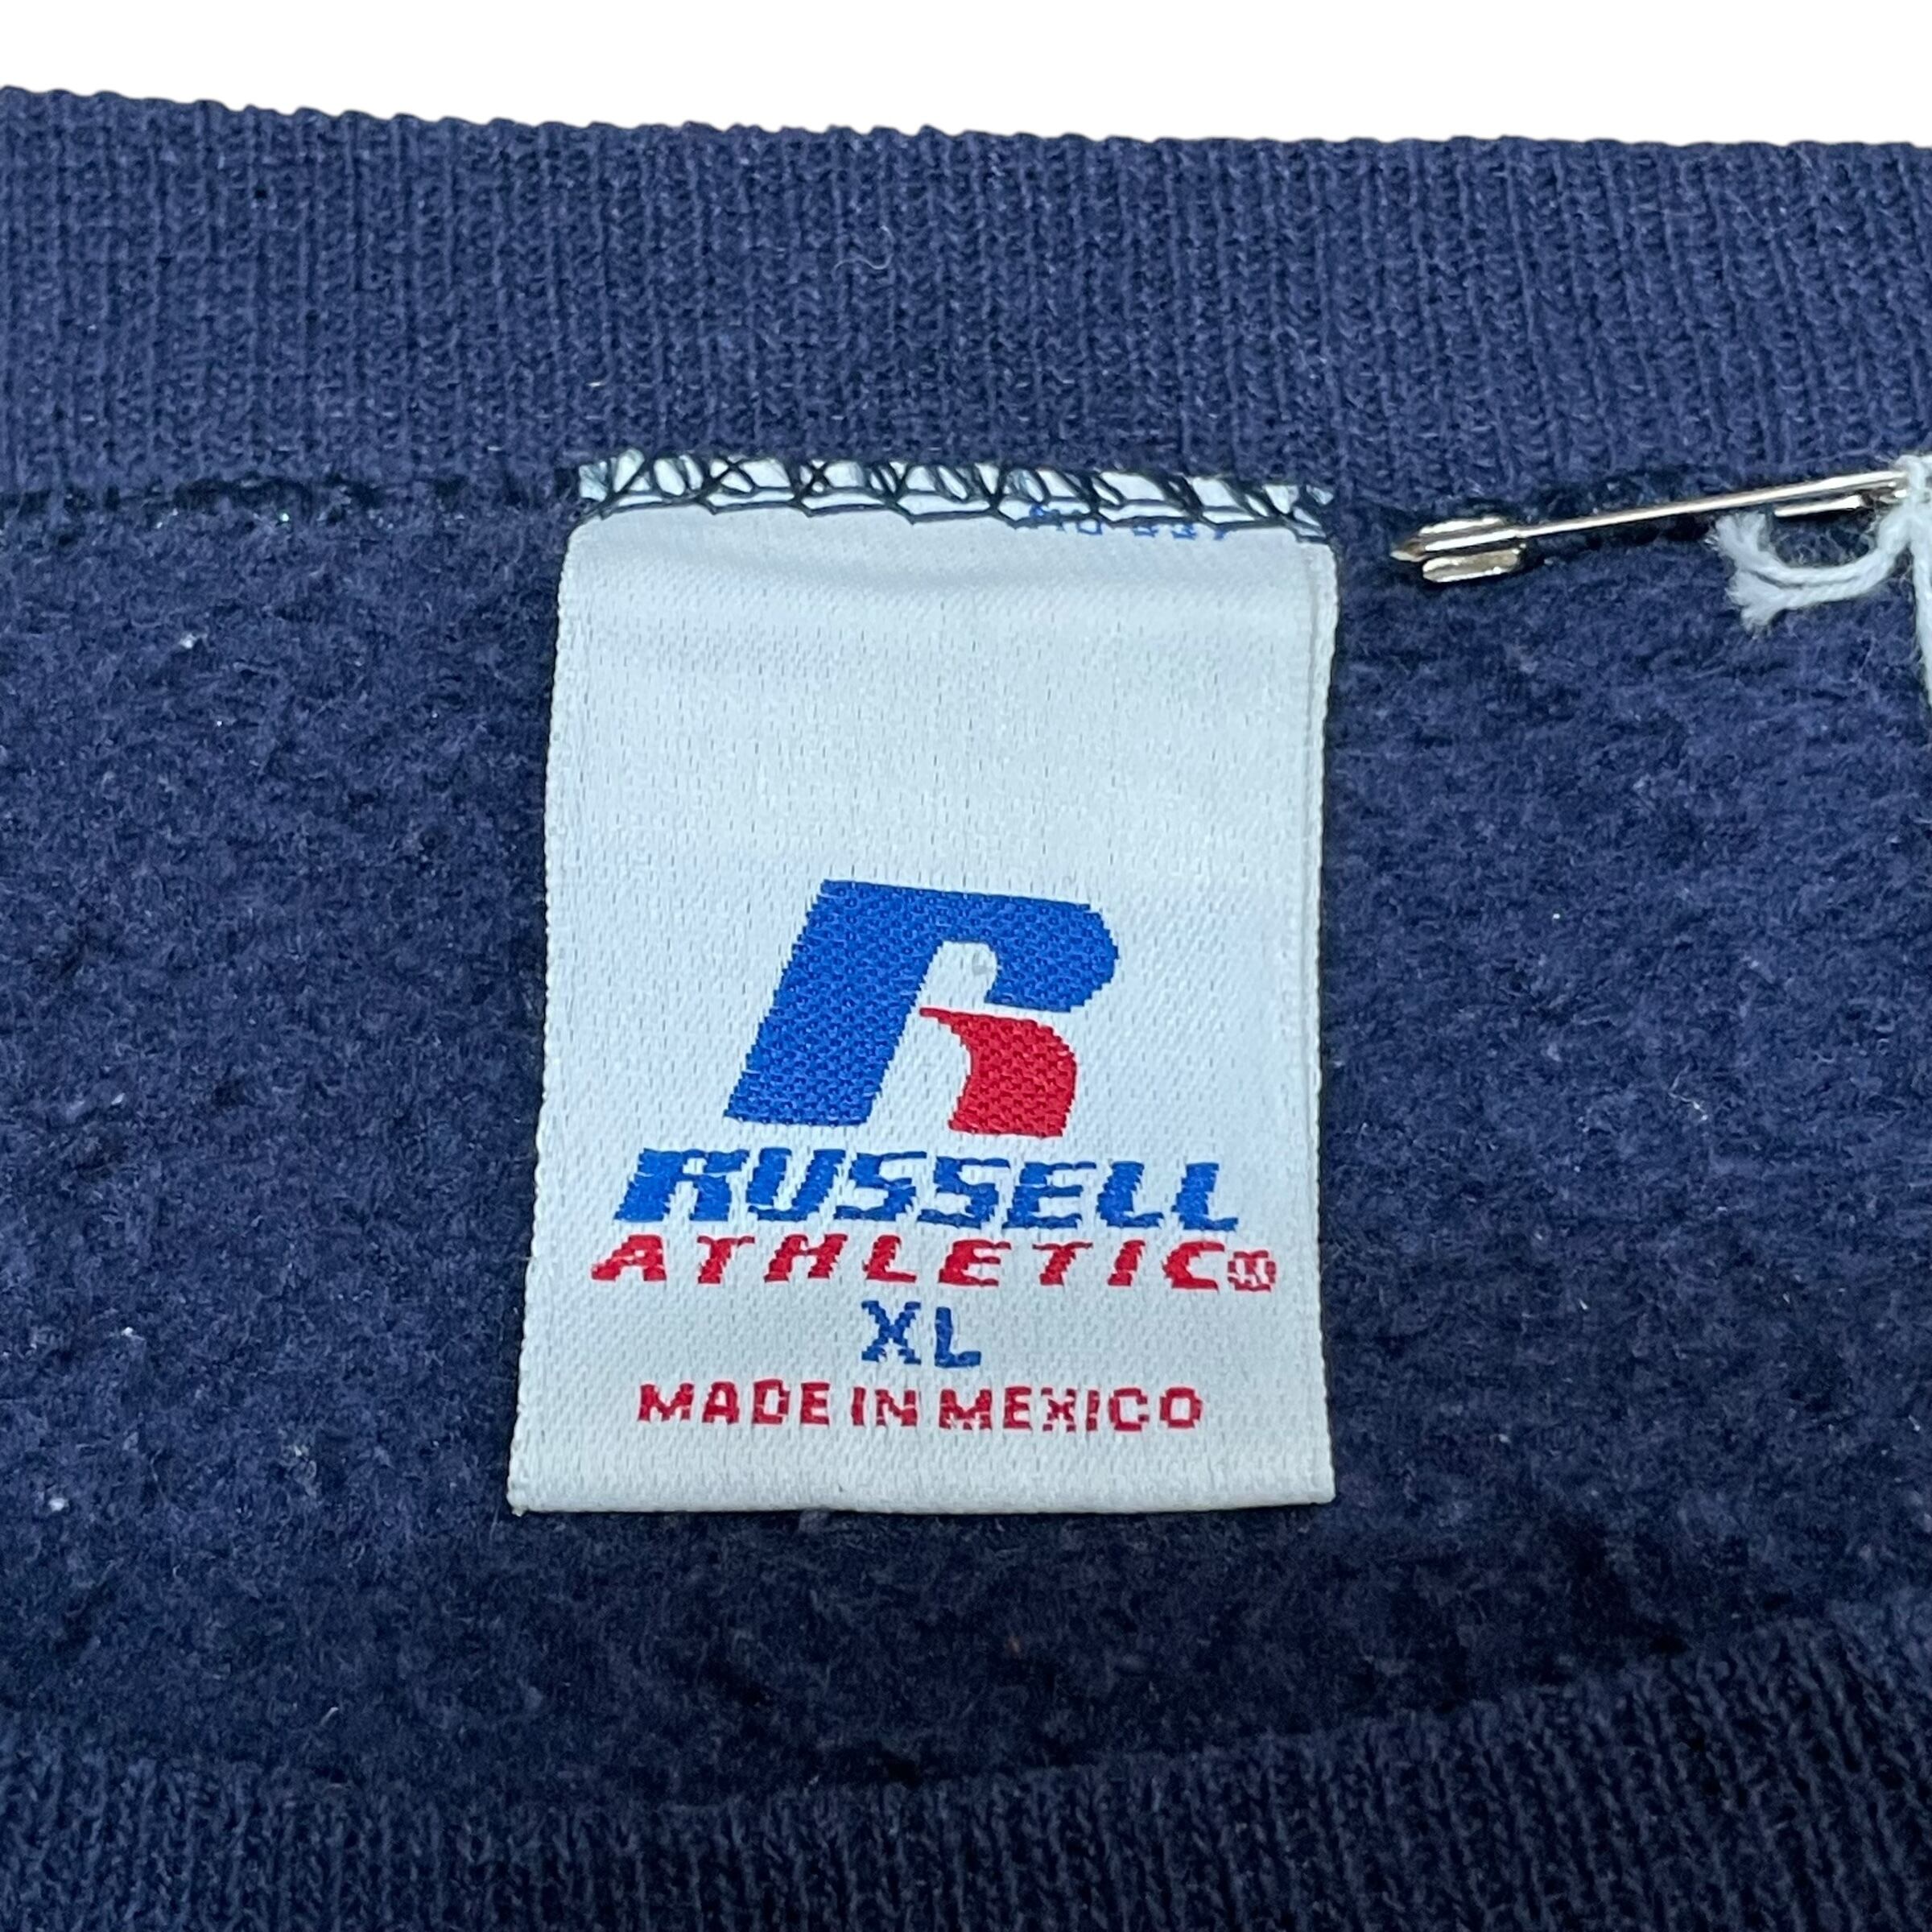 RUSSELL
ATHLETIC®
XL
MADE IN MEXICO